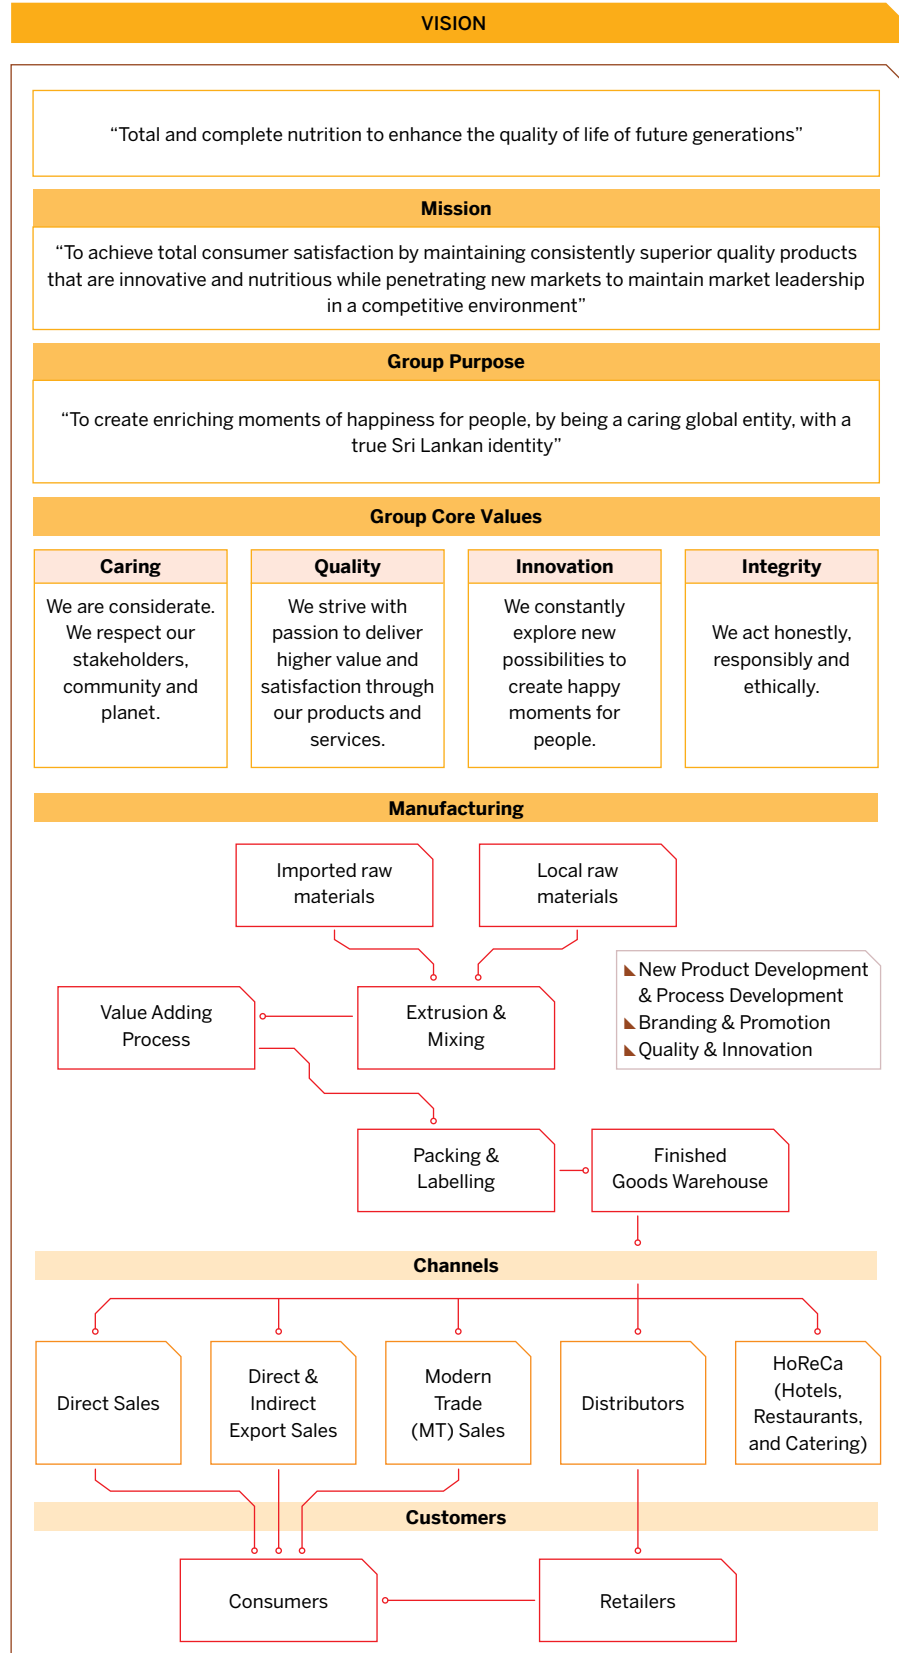 VISION
“Total and complete nutrition to enhance the quality of life of future generations”
Mission
“To achieve total consumer satisfaction by maintaining consistently superior quality products
that are innovative and nutritious while penetrating new markets to maintain market leadership
in a competitive environment”
Group Purpose
“To create enriching moments of happiness for people, by being a caring global entity, with a
true Sri Lankan identity”
Group Core Values
Caring
We are considerate.
We respect our
stakeholders,
community and
planet.
Quality
We strive with
passion to deliver
higher value and
satisfaction through
our products and
services.
Innovation
We constantly
explore new
possibilities to
create happy
moments for
people.
Integrity
We act honestly,
responsibly and
ethically.
Manufacturing
Imported raw
materials
Local raw
materials
New Product Development
& Process Development
Branding & Promotion
Quality & Innovation
Value Adding
Process
Extrusion &
Mixing
Packing &
Labelling
Finished
Goods Warehouse
Channels
Direct Sales
Direct &
Indirect
Export Sales
Modern
Trade
(MT) Sales
Distributors
HoReCa
(Hotels,
Restaurants,
and Catering)
Customers
Consumers
Retailers